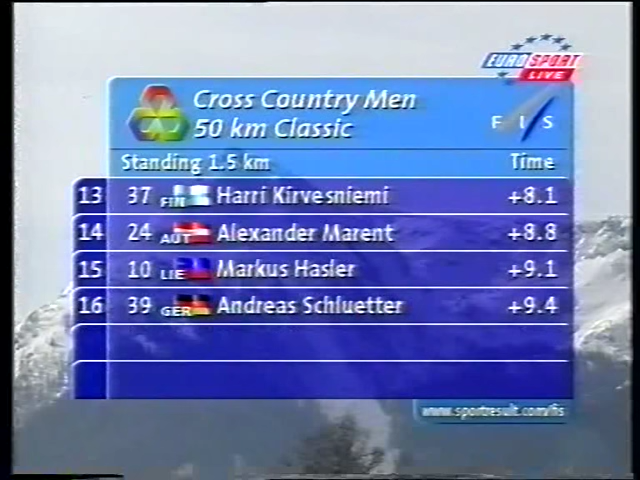 EUROSPORT
LIVE
Cross Country Men
50 km Classic
FIS
Standing 1.5 km Time
13 37 FIN Harri Kirvesniemi +8.1
14 24 AUT Alexander Marent +8.8
15 10 LIE Markus Hasler +9.1
16 39 GER Andreas Schluetter +9.4
www.sportresult.com/fis